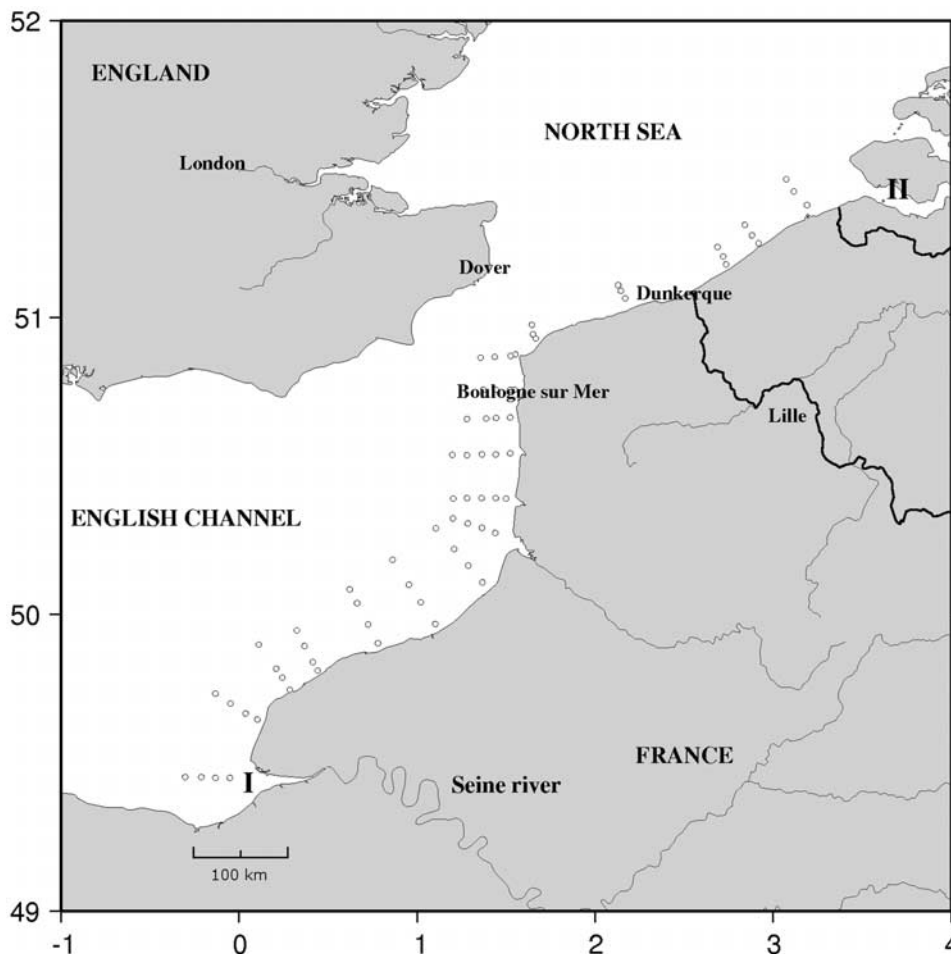 52
ENGLAND
NORTH SEA
London
II
Dover
Dunkerque
51
Boulogne sur Mer
Lille
ENGLISH CHANNEL
50
FRANCE
I
Seine river
100 km
49
-1 0 1 2 3 4